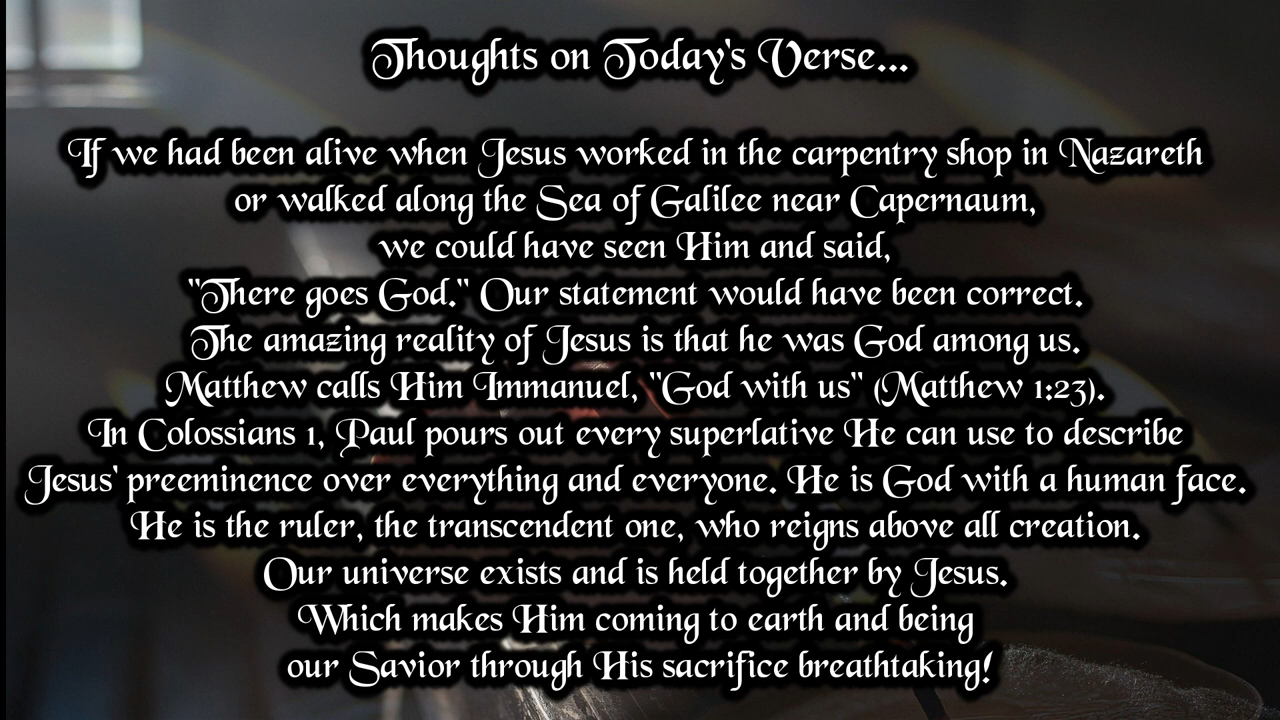 Thoughts on Today's Verse...
If we had been alive when Jesus worked in the carpentry shop in Nazareth
or walked along the Sea of Galilee near Capernaum,
we could have seen Him and said,
"There goes God." Our statement would have been correct.
The amazing reality of Jesus is that he was God among us.
Matthew calls Him Immanuel, "God with us" (Matthew 1:23).
In Colossians 1, Paul pours out every superlative He can use to describe
Jesus' preeminence over everything and everyone. He is God with a human face.
He is the ruler, the transcendent one, who reigns above all creation.
Our universe exists and is held together by Jesus.
Which makes Him coming to earth and being
our Savior through His sacrifice breathtaking!